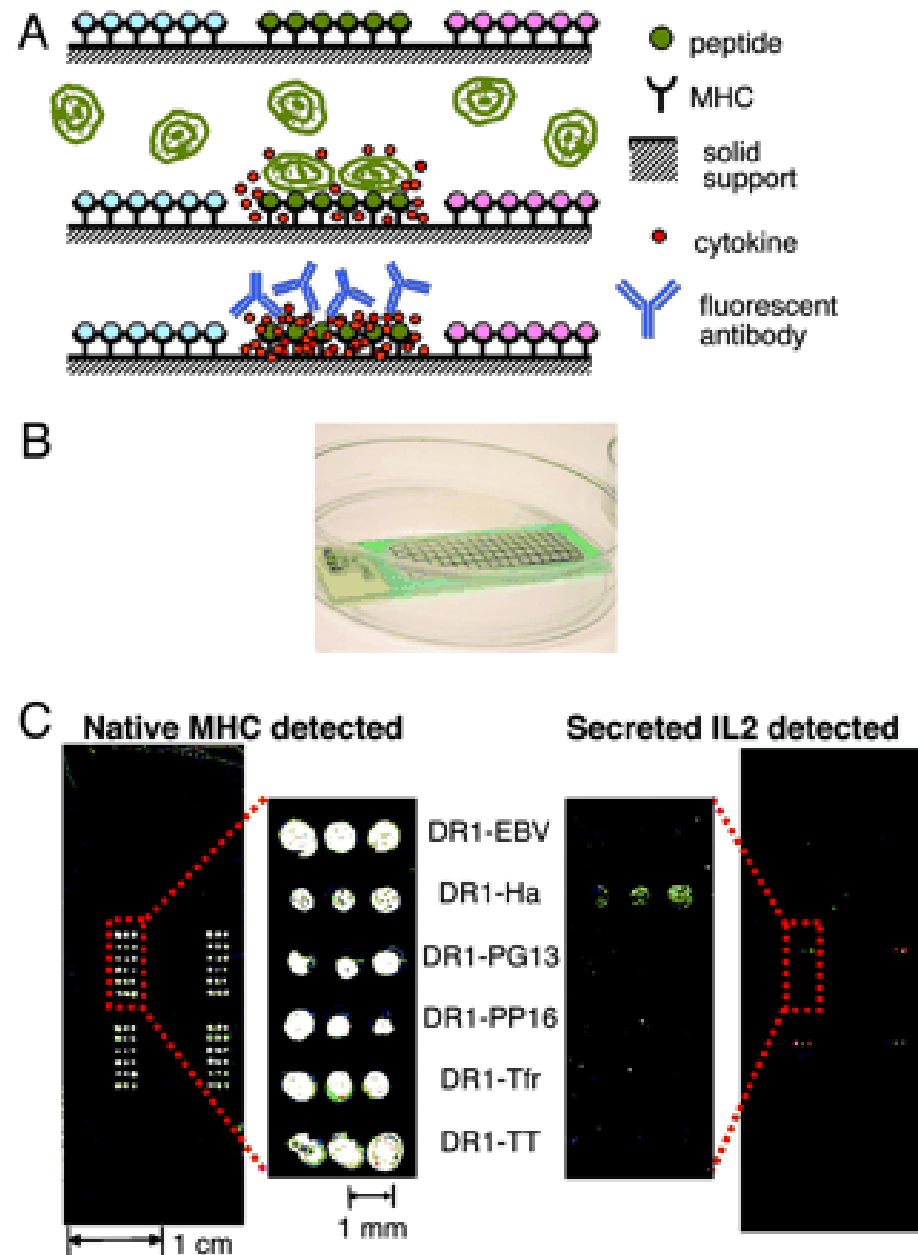 A
peptide
MHC
solid
support
cytokine
fluorescent
antibody
B
C
Native MHC detected
Secreted IL2 detected
DR1-EBV
DR1-Ha
DR1-PG13
DR1-PP16
DR1-Tfr
DR1-TT
1 mm
1 cm